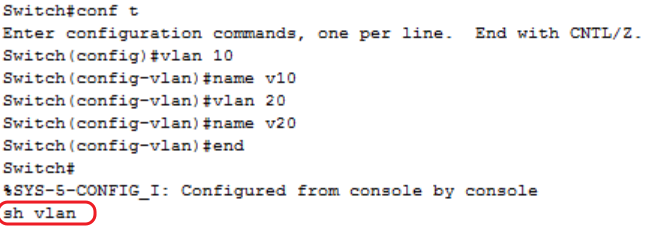 Switch#conf t
Enter configuration commands, one per line.  End with CNTL/Z.
Switch(config)#vlan 10
Switch(config-vlan)#name v10
Switch(config-vlan)#vlan 20
Switch(config-vlan)#name v20
Switch(config-vlan)#end
Switch#
%SYS-5-CONFIG_I: Configured from console by console
sh vlan